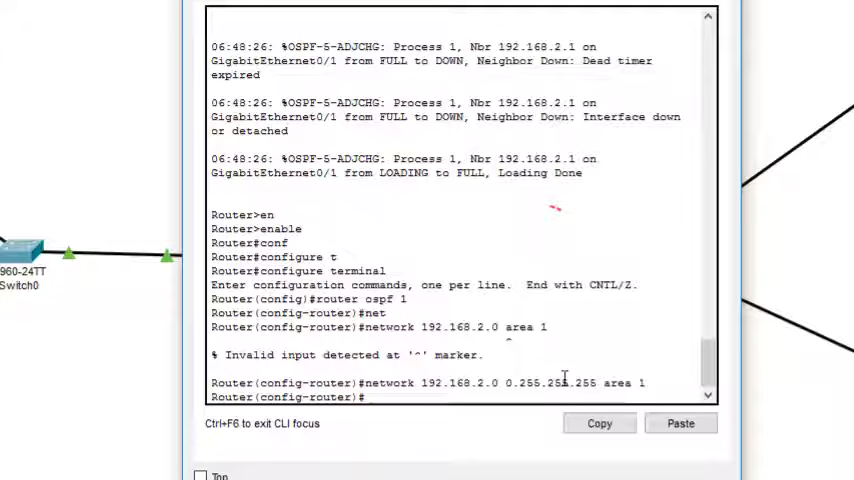 06:48:26: %OSPF-5-ADJCHG: Process 1, Nbr 192.168.2.1 on
GigabitEthernet0/1 from FULL to DOWN, Neighbor Down: Dead timer
expired
06:48:26: %OSPF-5-ADJCHG: Process 1, Nbr 192.168.2.1 on
GigabitEthernet0/1 from FULL to DOWN, Neighbor Down: Interface down
or detached
06:48:26: %OSPF-5-ADJCHG: Process 1, Nbr 192.168.2.1 on
GigabitEthernet0/1 from LOADING to FULL, Loading Done
Router>en
Router>enable
Router#conf
Router#configure t
Router#configure terminal
Enter configuration commands, one per line.  End with CNTL/Z.
Router(config)#router ospf 1
Router(config-router)#net
Router(config-router)#network 192.168.2.0 area 1
^
% Invalid input detected at '^' marker.
Router(config-router)#network 192.168.2.0 0.255.255.255 area 1
Router(config-router)#
960-24TT
Switch0
Ctrl+F6 to exit CLI focus
Copy
Paste
Top